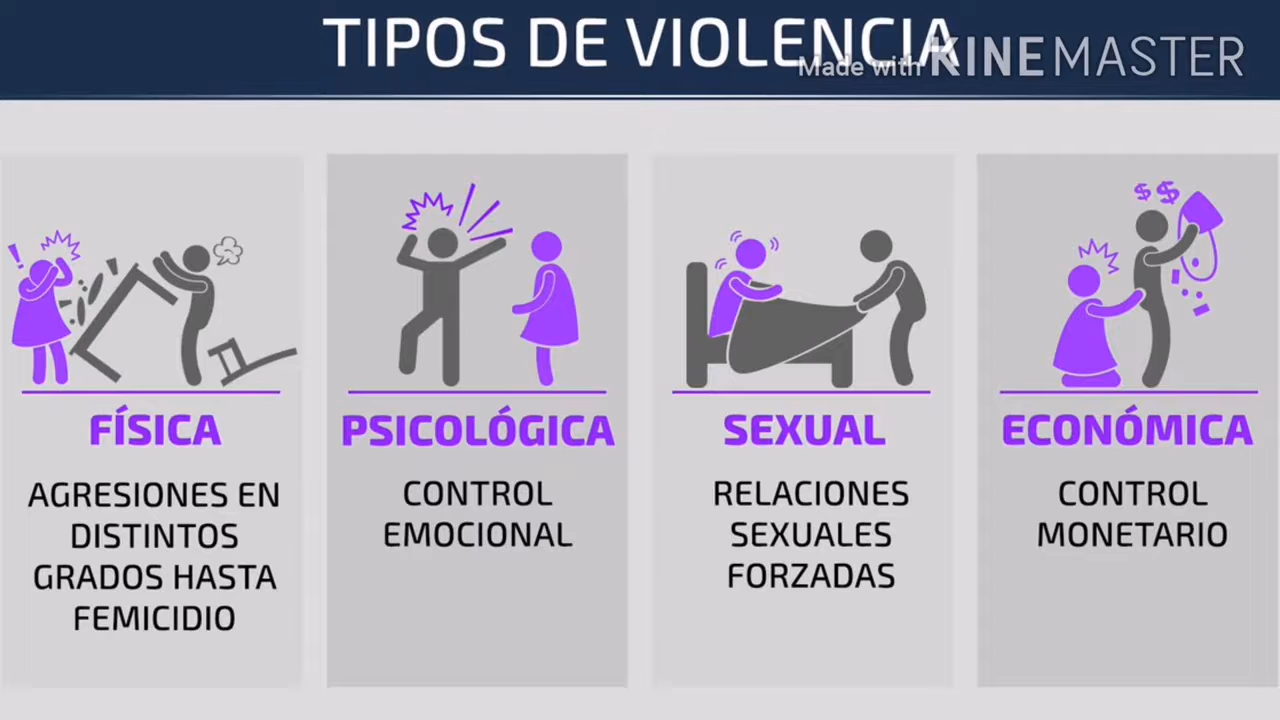 TIPOS DE VIOLENCIA
Made with KINEMASTER
FÍSICA
AGRESIONES EN
DISTINTOS
GRADOS HASTA
FEMICIDIO
PSICOLÓGICA
CONTROL
EMOCIONAL
SEXUAL
RELACIONES
SEXUALES
FORZADAS
$ $
ECONÓMICA
CONTROL
MONETARIO